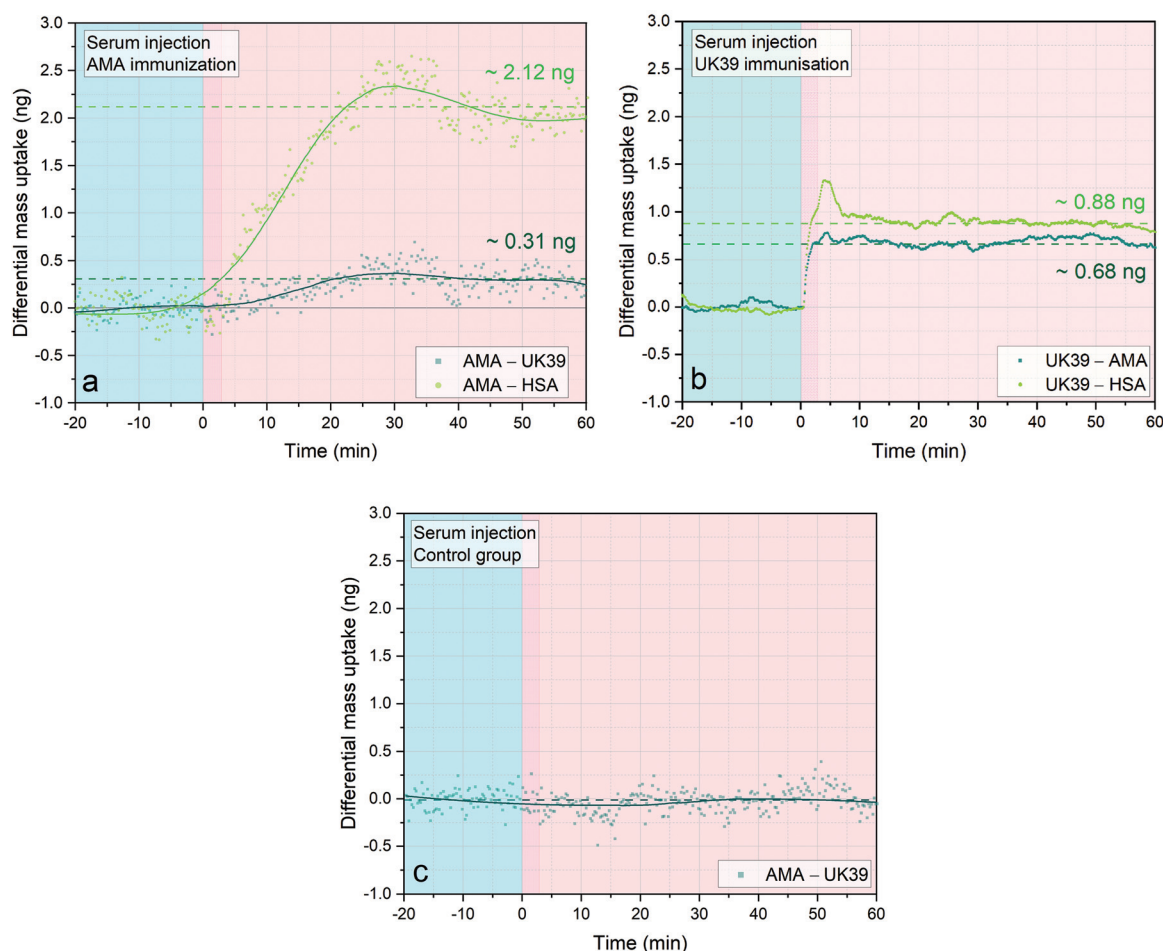 3.0
2.5
2.0
1.5
1.0
0.5
0.0
-0.5
-1.0
Differential mass uptake (ng)
Serum injection
AMA immunization
~ 2.12 ng
~ 0.31 ng
AMA – UK39
AMA – HSA
a
-20 -10 0 10 20 30 40 50 60
Time (min)
3.0
2.5
2.0
1.5
1.0
0.5
0.0
-0.5
-1.0
Differential mass uptake (ng)
Serum injection
UK39 immunisation
~ 0.88 ng
~ 0.68 ng
UK39 – AMA
UK39 – HSA
b
-20 -10 0 10 20 30 40 50 60
Time (min)
3.0
2.5
2.0
1.5
1.0
0.5
0.0
-0.5
-1.0
Differential mass uptake (ng)
Serum injection
Control group
AMA – UK39
c
-20 -10 0 10 20 30 40 50 60
Time (min)